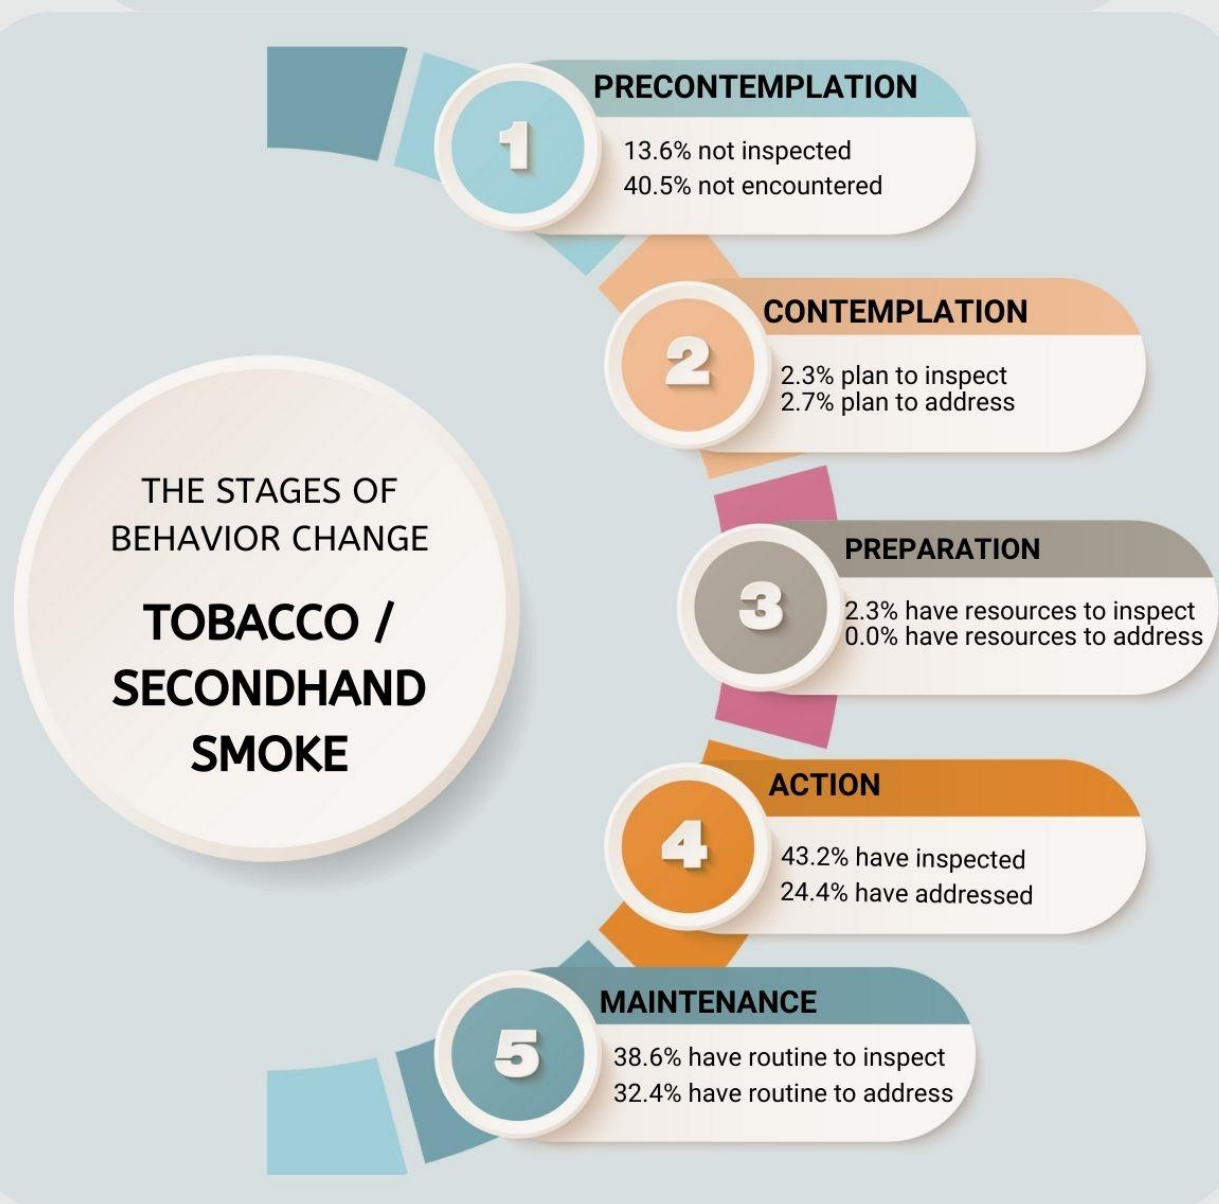 THE STAGES OF
BEHAVIOR CHANGE
TOBACCO /
SECONDHAND
SMOKE
1
PRECONTEMPLATION
13.6% not inspected
40.5% not encountered
2
CONTEMPLATION
2.3% plan to inspect
2.7% plan to address
3
PREPARATION
2.3% have resources to inspect
0.0% have resources to address
4
ACTION
43.2% have inspected
24.4% have addressed
5
MAINTENANCE
38.6% have routine to inspect
32.4% have routine to address